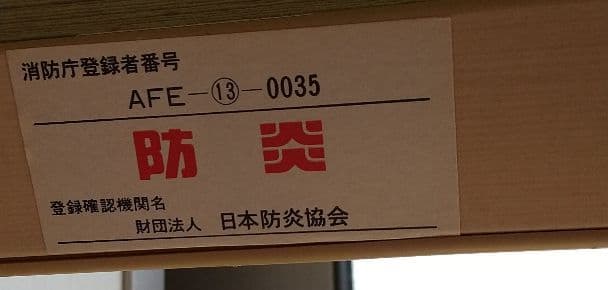 消防庁登録者番号
AFE-⑬-0035
防炎
登録確認機関名
財団法人 日本防炎協会